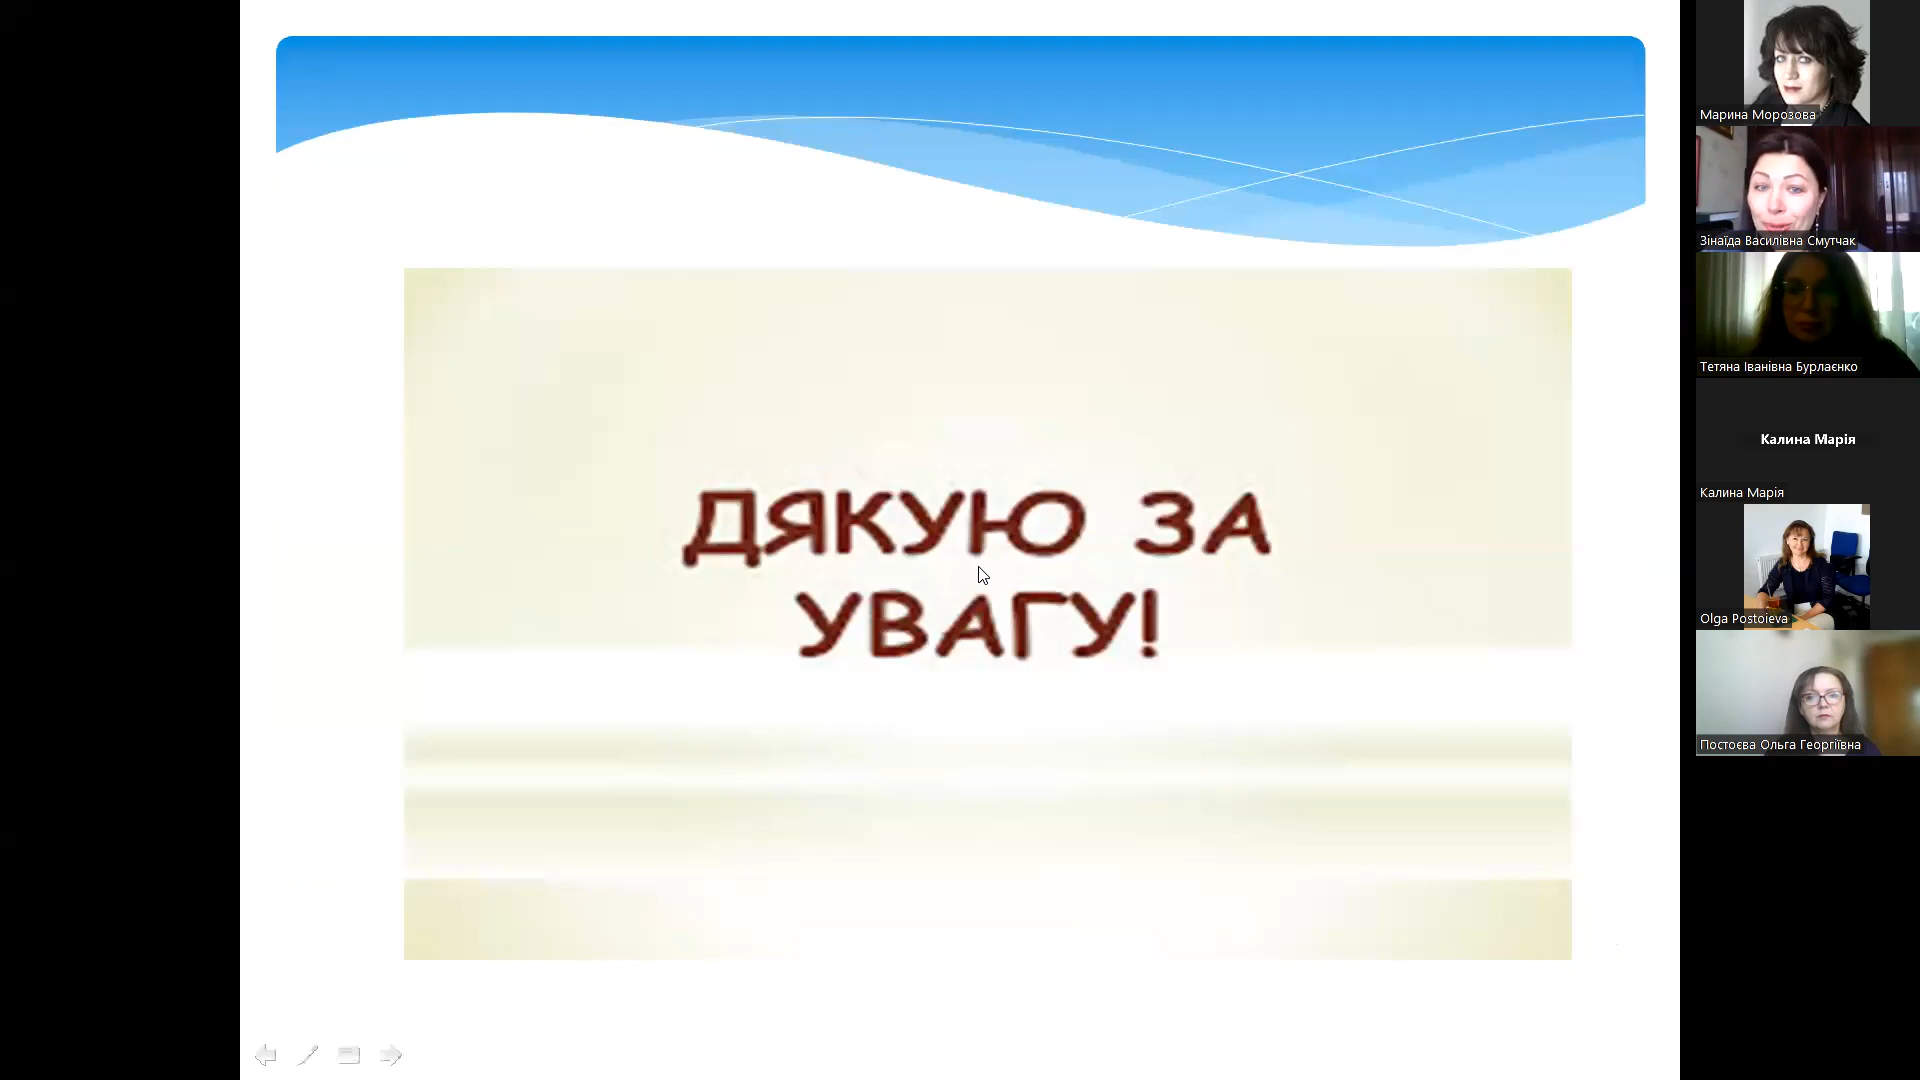 ДЯКУЮ ЗА
УВАГУ!
Марина Морозова
Зінаїда Василівна Смутчак
Тетяна Іванівна Бурлаєнко
Калина Марія
Калина Марія
Olga Postoieva
Постоєва Ольга Георгіївна